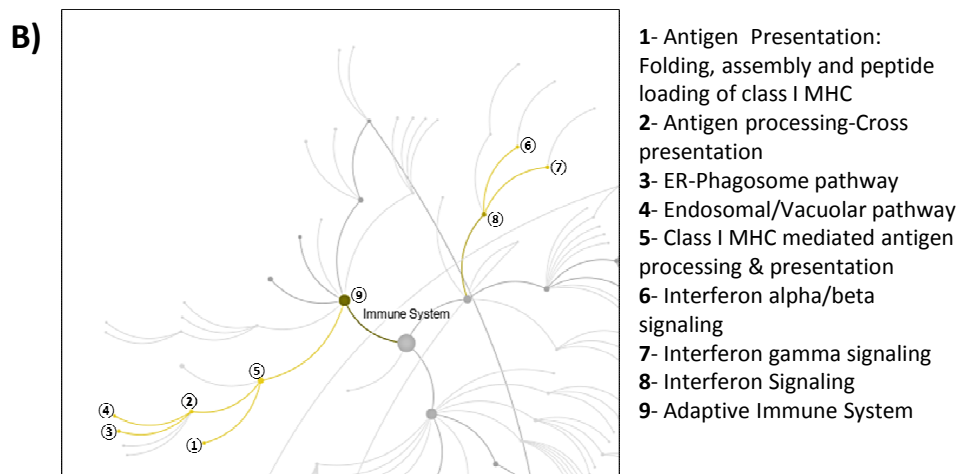 B)
Immune System
6
7
8
9
5
2
4
3
1
1- Antigen Presentation:
Folding, assembly and peptide
loading of class I MHC
2- Antigen processing-Cross
presentation
3- ER-Phagosome pathway
4- Endosomal/Vacuolar pathway
5- Class I MHC mediated antigen
processing & presentation
6- Interferon alpha/beta
signaling
7- Interferon gamma signaling
8- Interferon Signaling
9- Adaptive Immune System